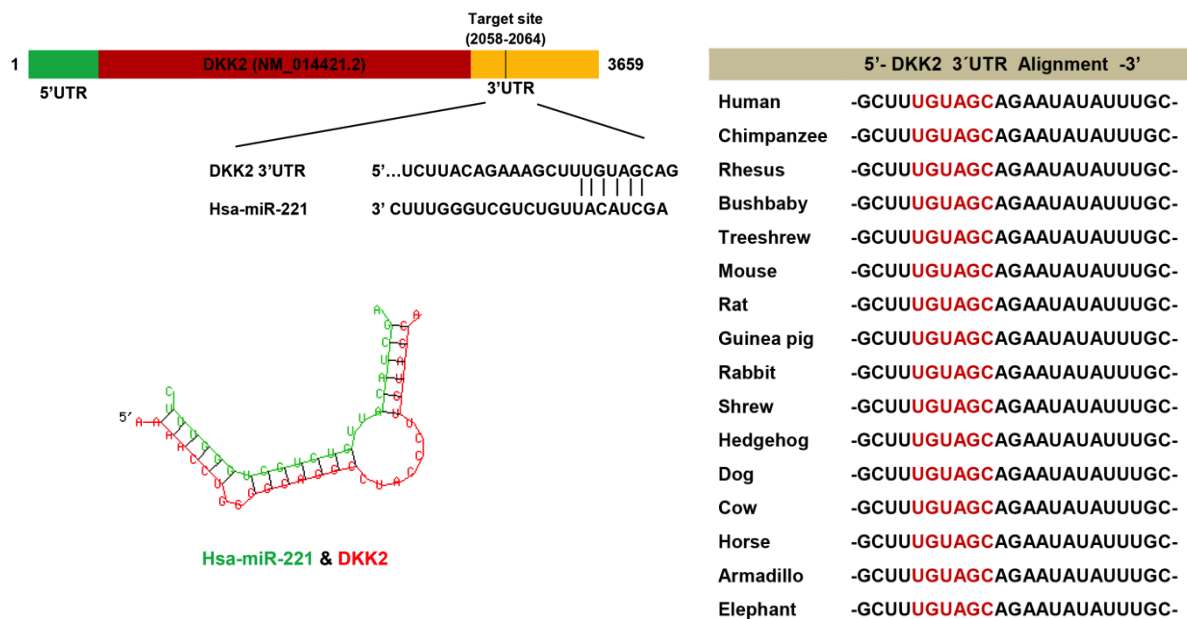 Target site
(2058-2064)
1
DKK2 (NM_014421.2)
3659
5'UTR
3'UTR
DKK2 3'UTR 5'...UCUUACAGAAAGCUUUGUAGCAG
Hsa-miR-221 3' CUUUGGGUCGUCUGUUACAUCGA
5'
Hsa-miR-221 & DKK2
5'- DKK2 3´UTR Alignment -3'
Human -GCUUUGUAGCAGAAUAUAUUUGC-
Chimpanzee -GCUUUGUAGCAGAAUAUAUUUGC-
Rhesus -GCUUUGUAGCAGAAUAUAUUUGC-
Bushbaby -GCUUUGUAGCAGAAUAUAUUUGC-
Treeshrew -GCUUUGUAGCAGAAUAUAUUUGC-
Mouse -GCUUUGUAGCAGAAUAUAUUUGC-
Rat -GCUUUGUAGCAGAAUAUAUUUGC-
Guinea pig -GCUUUGUAGCAGAAUAUAUUUGC-
Rabbit -GCUUUGUAGCAGAAUAUAUUUGC-
Shrew -GCUUUGUAGCAGAAUAUAUUUGC-
Hedgehog -GCUUUGUAGCAGAAUAUAUUUGC-
Dog -GCUUUGUAGCAGAAUAUAUUUGC-
Cow -GCUUUGUAGCAGAAUAUAUUUGC-
Horse -GCUUUGUAGCAGAAUAUAUUUGC-
Armadillo -GCUUUGUAGCAGAAUAUAUUUGC-
Elephant -GCUUUGUAGCAGAAUAUAUUUGC-